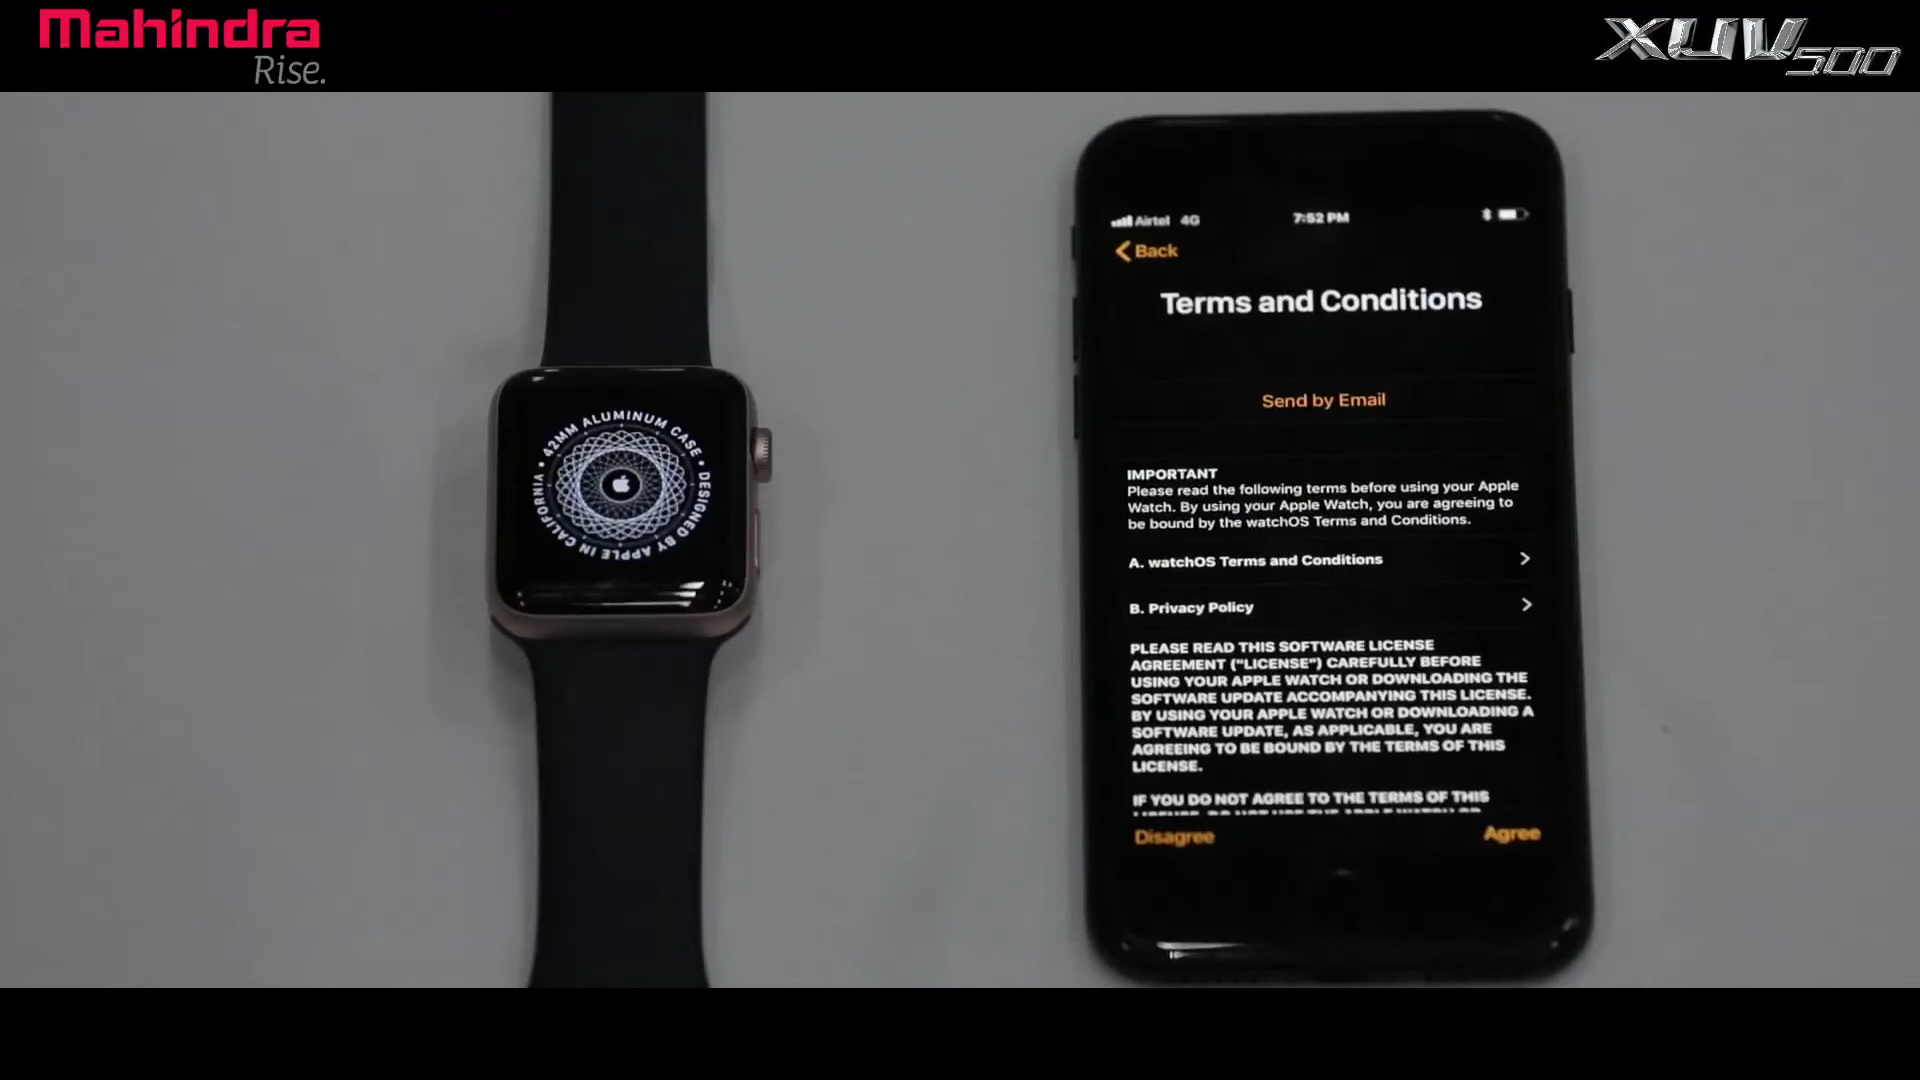 Mahindra
Rise.
XUV500
42MM ALUMINUM CASE • DESIGNED BY APPLE IN CALIFORNIA •
Airtel 4G 7:52 PM
Back
Terms and Conditions
Send by Email
IMPORTANT
Please read the following terms before using your Apple
Watch. By using your Apple Watch, you are agreeing to
be bound by the watchOS Terms and Conditions.
A. watchOS Terms and Conditions
B. Privacy Policy
PLEASE READ THIS SOFTWARE LICENSE
AGREEMENT ("LICENSE") CAREFULLY BEFORE
USING YOUR APPLE WATCH OR DOWNLOADING THE
SOFTWARE UPDATE ACCOMPANYING THIS LICENSE.
BY USING YOUR APPLE WATCH OR DOWNLOADING A
SOFTWARE UPDATE, AS APPLICABLE, YOU ARE
AGREEING TO BE BOUND BY THE TERMS OF THIS
LICENSE.
IF YOU DO NOT AGREE TO THE TERMS OF THIS
Disagree Agree